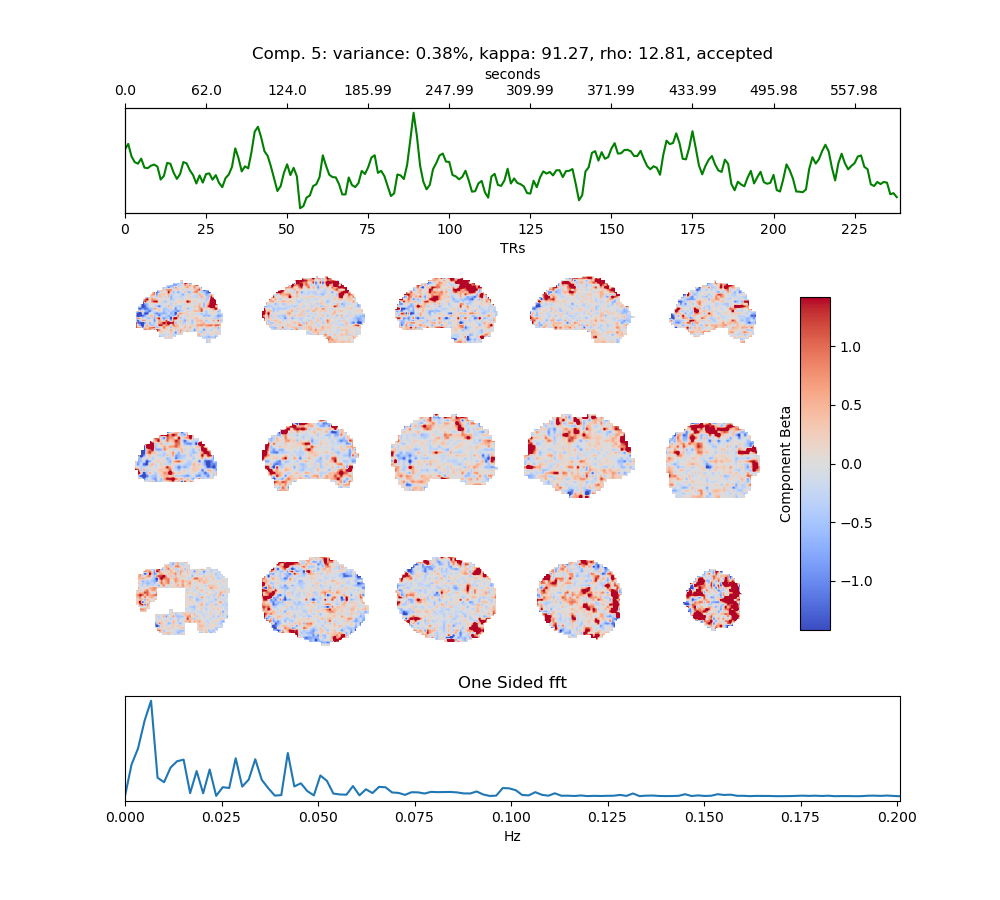 Comp. 5: variance: 0.38%, kappa: 91.27, rho: 12.81, accepted
seconds
0.0 62.0 124.0 185.99 247.99 309.99 371.99 433.99 495.98 557.98
0 25 50 75 100 125 150 175 200 225
TRs
1.0
0.5
0.0
−0.5
−1.0
Component Beta
One Sided fft
0.000 0.025 0.050 0.075 0.100 0.125 0.150 0.175 0.200
Hz